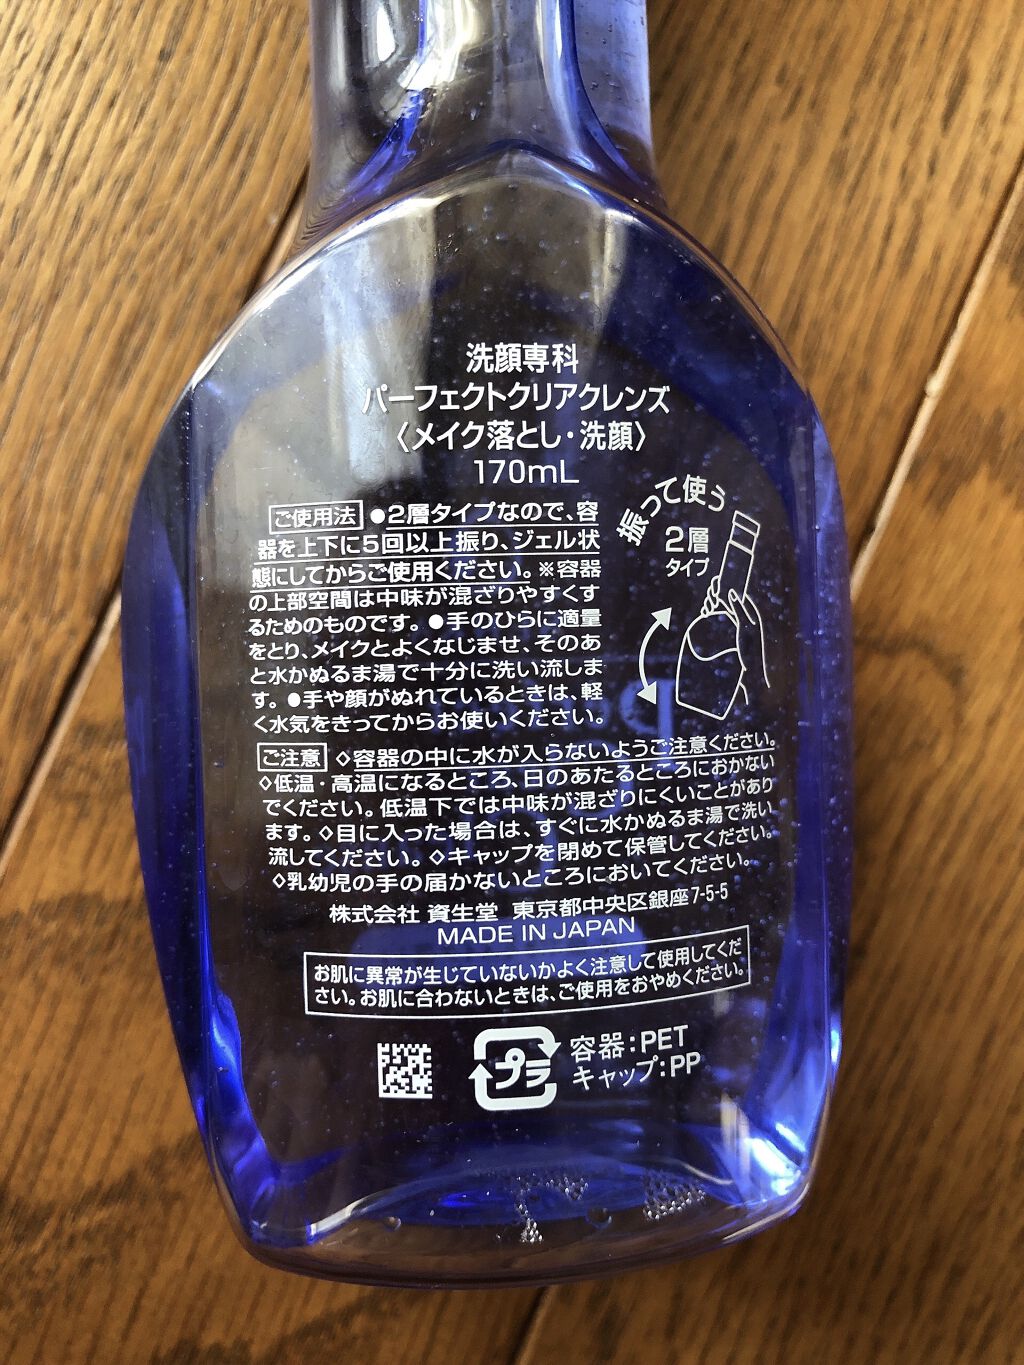 洗顔専科
パーフェクトクリアクレンズ
〈メイク落とし・洗顔〉
170mL
ご使用法 ●2層タイプなので、容
器を上下に5回以上振り、ジェル状
態にしてからご使用ください。※容器
の上部空間は中味が混ざりやすくす
るためのものです。●手のひらに適量
をとり、メイクとよくなじませ、そのあ
と水かぬるま湯で十分に洗い流しま
す。●手や顔がぬれているときは、軽
く水気をきってからお使いください。
振って使う
2層
タイプ
ご注意 ◇容器の中に水が入らないようご注意ください。
◇低温・高温になるところ、日のあたるところにおかない
でください。低温下では中味が混ざりにくいことがあり
ます。◇目に入った場合は、すぐに水かぬるま湯で洗い
流してください。◇キャップを閉めて保管してください。
◇乳幼児の手の届かないところにおいてください。
株式会社 資生堂 東京都中央区銀座7-5-5
MADE IN JAPAN
お肌に異常が生じていないかよく注意して使用してくだ
さい。お肌に合わないときは、ご使用をおやめください。
プラ
容器：PET
キャップ：PP